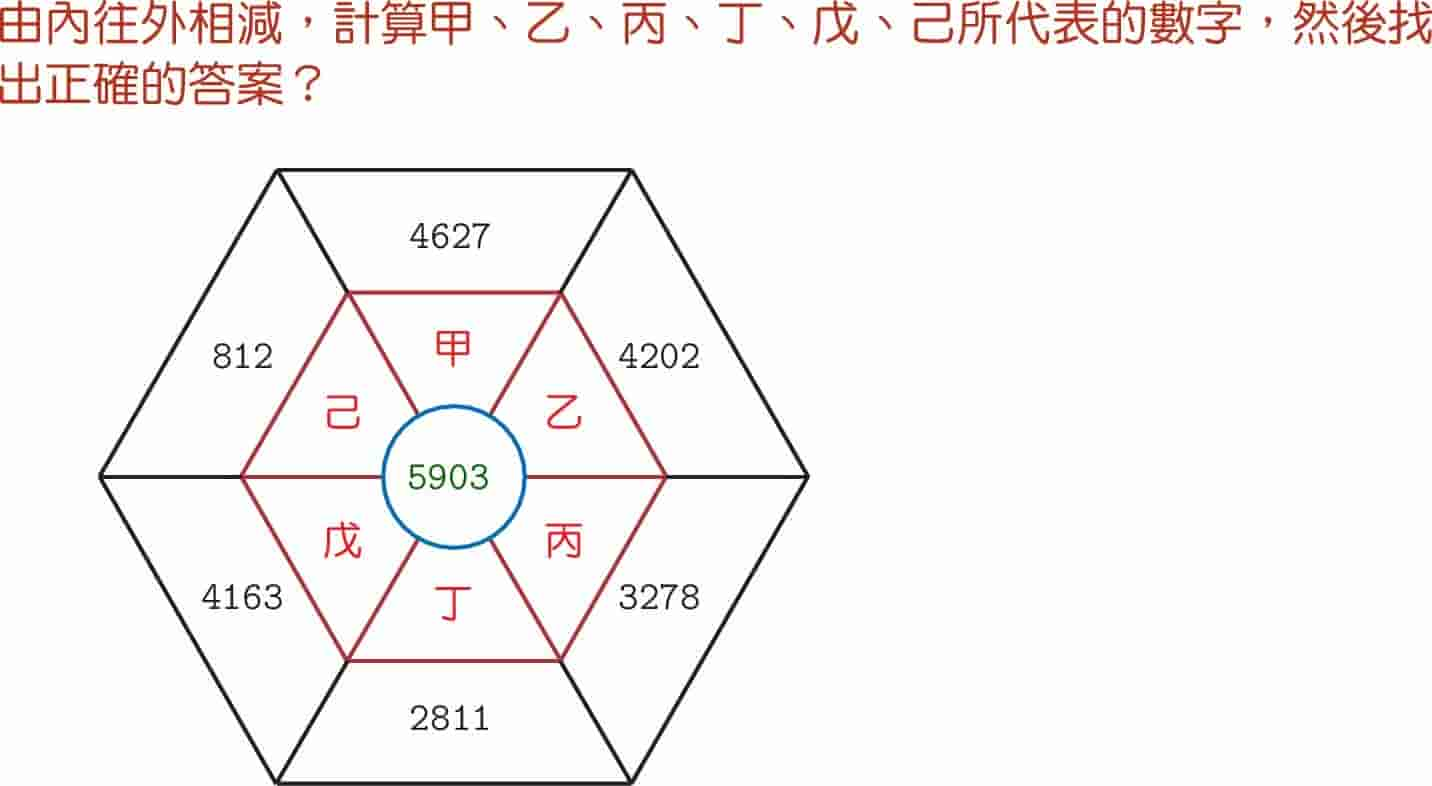 由內往外相減，計算甲、乙、丙、丁、戊、己所代表的數字，然後找
出正確的答案？
4627
812
甲
4202
己
乙
5903
戊
丙
4163
丁
3278
2811